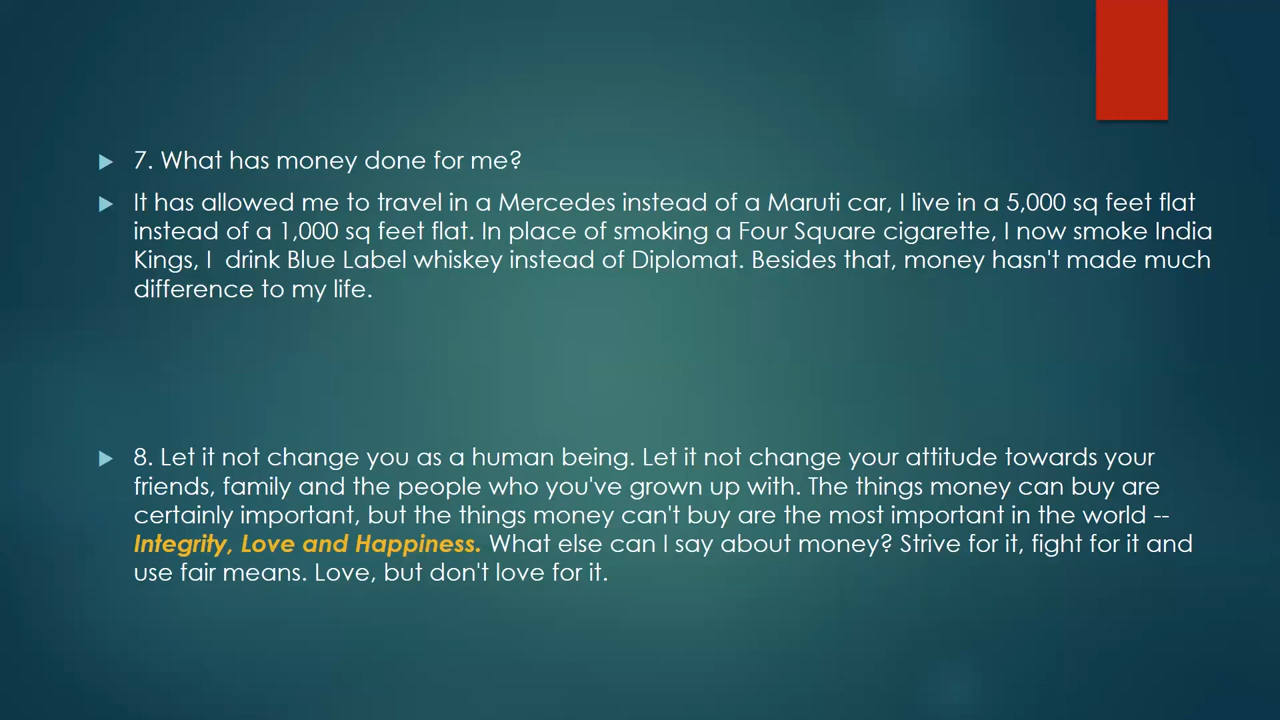 7. What has money done for me?
It has allowed me to travel in a Mercedes instead of a Maruti car, I live in a 5,000 sq feet flat
instead of a 1,000 sq feet flat. In place of smoking a Four Square cigarette, I now smoke India
Kings, I drink Blue Label whiskey instead of Diplomat. Besides that, money hasn't made much
difference to my life.
8. Let it not change you as a human being. Let it not change your attitude towards your
friends, family and the people who you've grown up with. The things money can buy are
certainly important, but the things money can't buy are the most important in the world --
Integrity, Love and Happiness. What else can I say about money? Strive for it, fight for it and
use fair means. Love, but don't love for it.